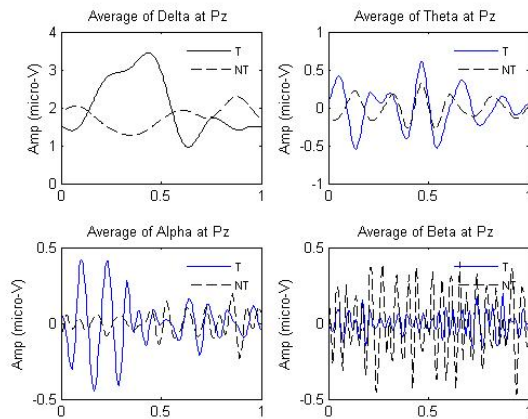 Average of Delta at Pz
Amp (micro-V)
4
3
2
1
0
0
0.5
1
T
NT
Average of Theta at Pz
Amp (micro-V)
1
0.5
0
-0.5
-1
0
0.5
1
T
NT
Average of Alpha at Pz
Amp (micro-V)
0.5
0
-0.5
0
0.5
1
T
NT
Average of Beta at Pz
Amp (micro-V)
0.5
0
-0.5
0
0.5
1
T
NT